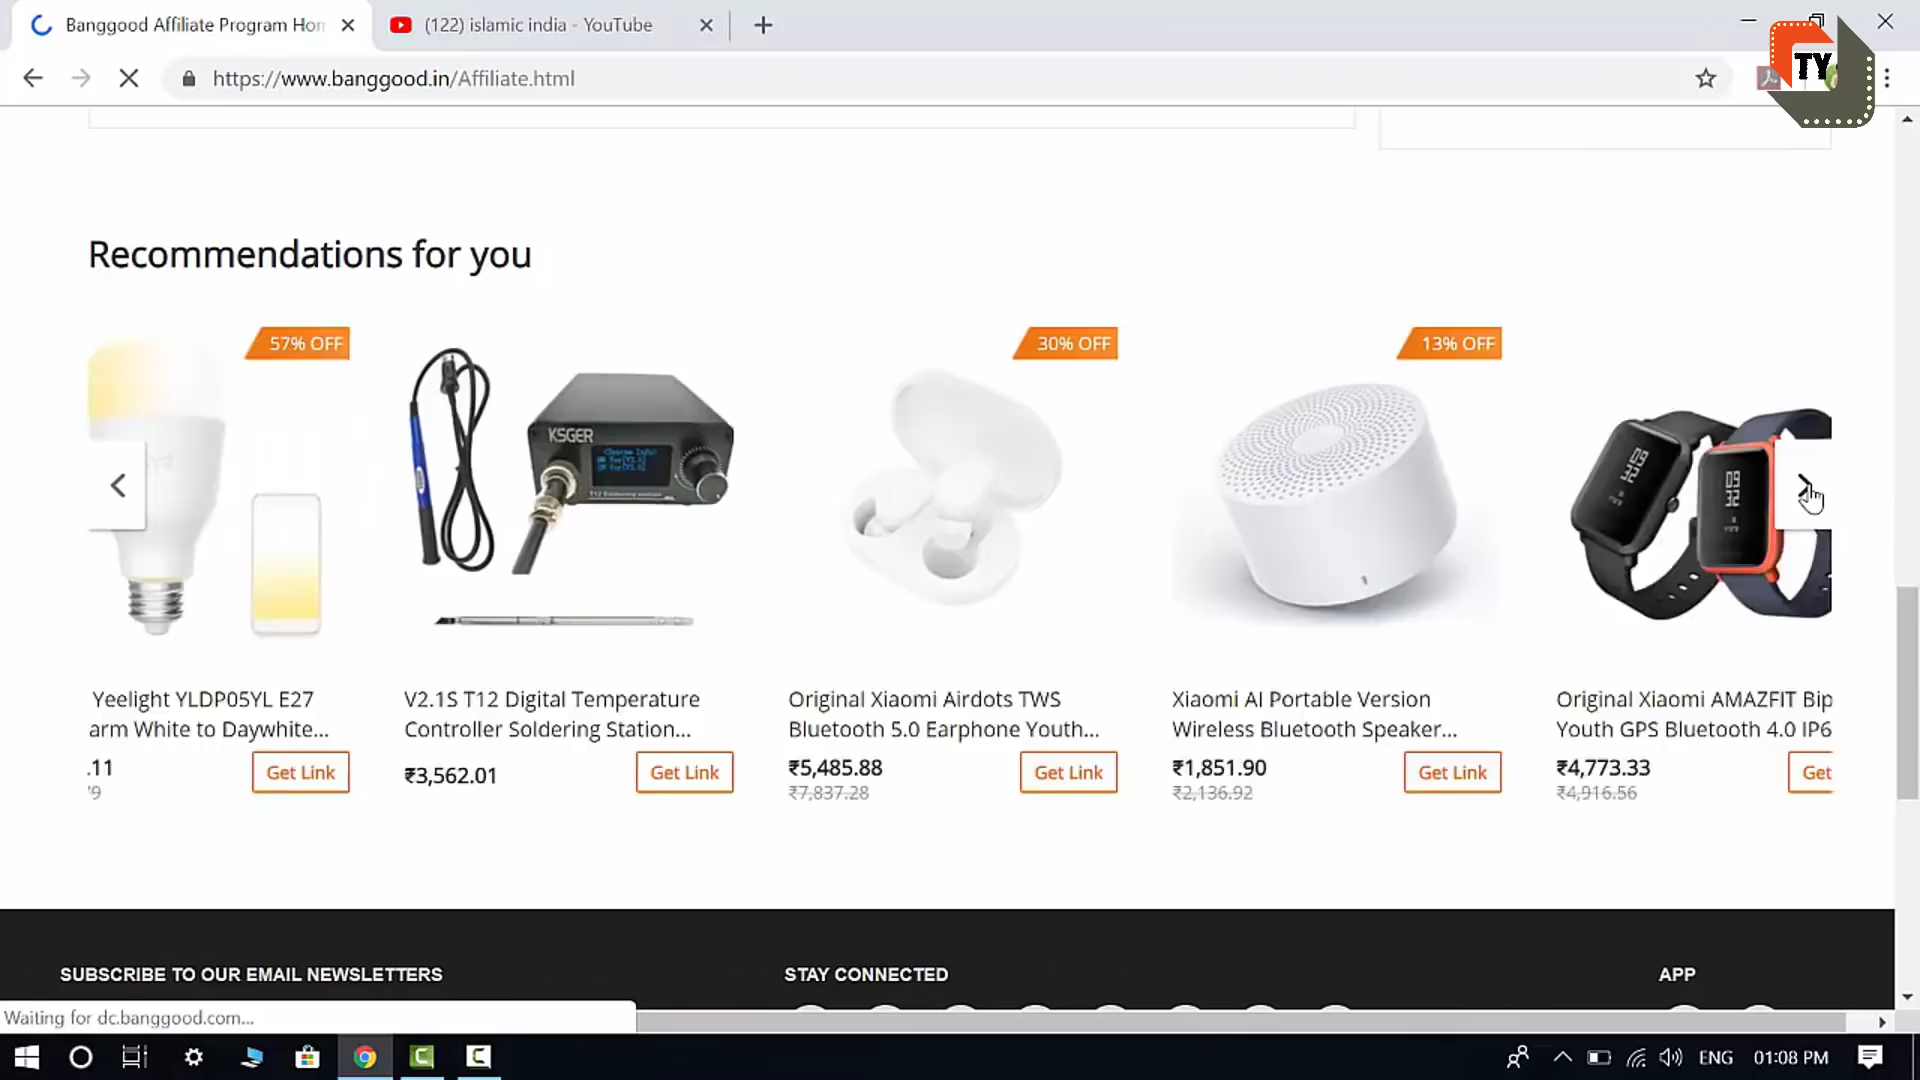 Banggood Affiliate Program Hon
(122) islamic india - YouTube
https://www.banggood.in/Affiliate.html
TY
Recommendations for you
57% OFF
30% OFF
13% OFF
KSGER
T12 Soldering station
09
32
Yeelight YLDP05YL E27
arm White to Daywhite...
.11
Get Link
V2.1S T12 Digital Temperature
Controller Soldering Station...
₹3,562.01
Get Link
Original Xiaomi Airdots TWS
Bluetooth 5.0 Earphone Youth...
₹5,485.88
₹7,837.28
Get Link
Xiaomi AI Portable Version
Wireless Bluetooth Speaker...
₹1,851.90
₹2,136.92
Get Link
Original Xiaomi AMAZFIT Bip
Youth GPS Bluetooth 4.0 IP6
₹4,773.33
₹4,916.56
Get
SUBSCRIBE TO OUR EMAIL NEWSLETTERS
STAY CONNECTED
APP
Waiting for dc.banggood.com...
ENG
01:08 PM